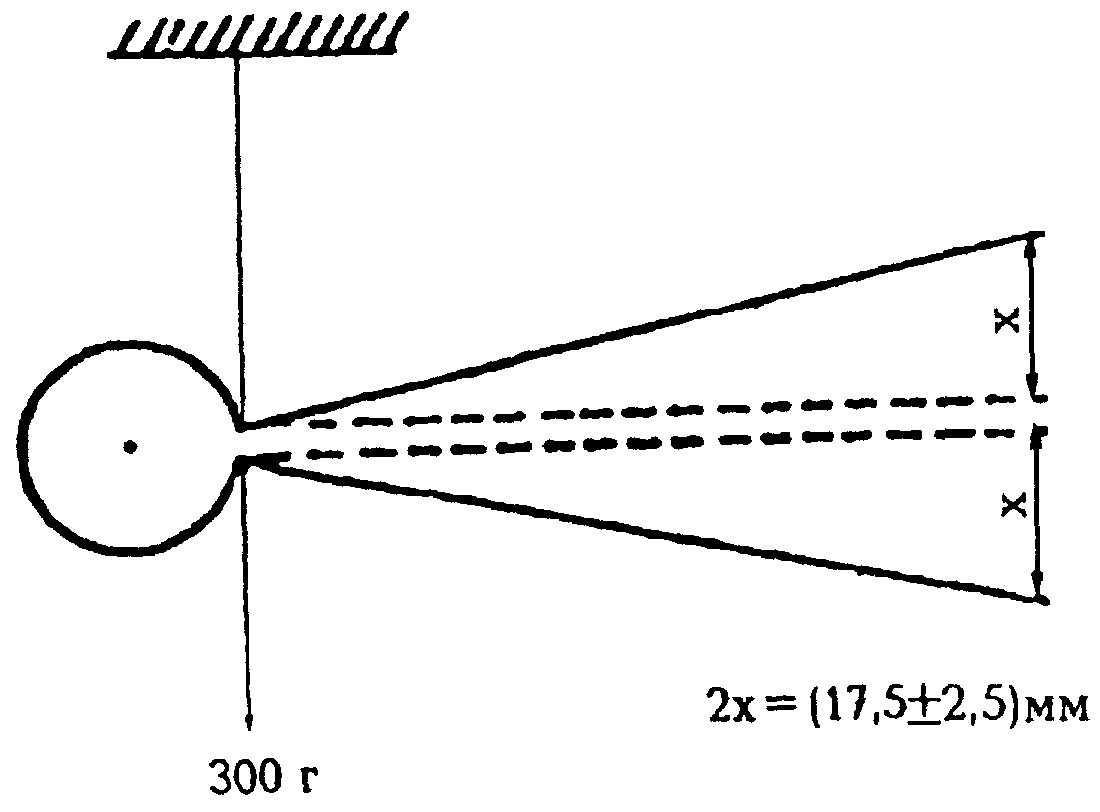 x
x
2x = (17,5±2,5)мм
300 г